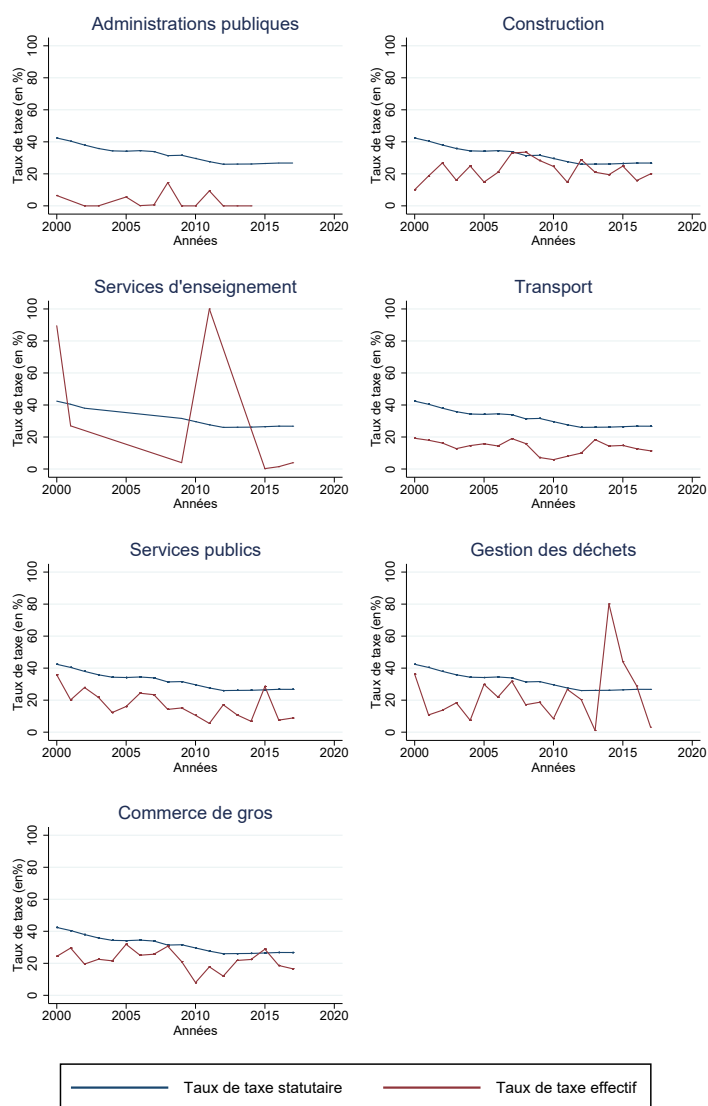 Administrations publiques
Construction
Taux de taxe (en %)
0 20 40 60 80 100
2000 2005 2010 2015 2020
Années
Taux de taxe (en %)
0 20 40 60 80 100
2000 2005 2010 2015 2020
Années
Services d'enseignement
Transport
Taux de taxe (en %)
0 20 40 60 80 100
2000 2005 2010 2015 2020
Années
Taux de taxe (en %)
0 20 40 60 80 100
2000 2005 2010 2015 2020
Années
Services publics
Gestion des déchets
Taux de taxe (en%)
0 20 40 60 80 100
2000 2005 2010 2015 2020
Années
Taux de taxe (en %)
0 20 40 60 80 100
2000 2005 2010 2015 2020
Années
Commerce de gros
Taux de taxe (en%)
0 20 40 60 80 100
2000 2005 2010 2015 2020
Années
Taux de taxe statutaire
Taux de taxe effectif